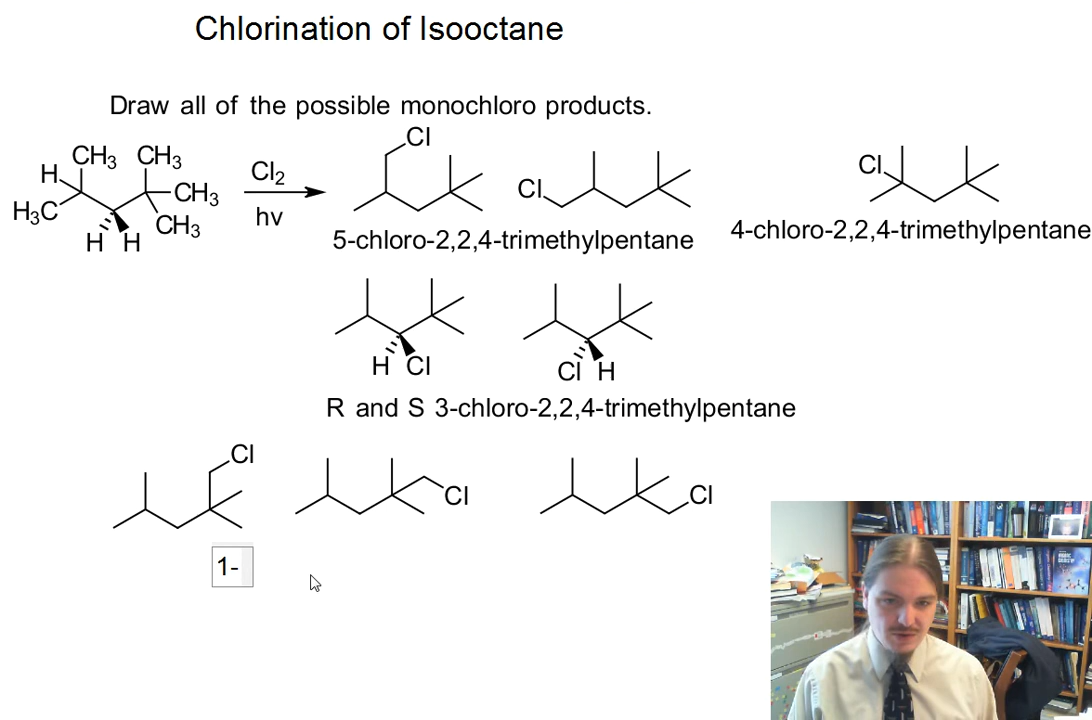 Chlorination of Isooctane
Draw all of the possible monochloro products.
CH3 CH3
H
H3C
CH3
CH3
H H
Cl2
hv
Cl
Cl
Cl
5-chloro-2,2,4-trimethylpentane
4-chloro-2,2,4-trimethylpentane
H Cl
Cl H
R and S 3-chloro-2,2,4-trimethylpentane
Cl
Cl
Cl
1-